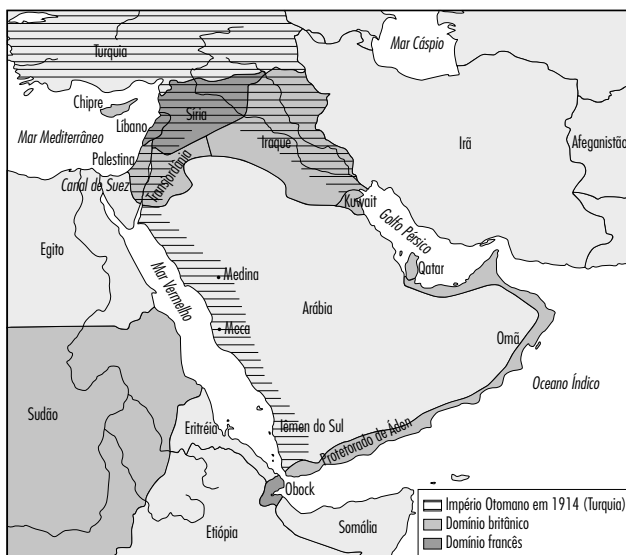 Mar Cáspio
Turquia
Chipre
Síria
Líbano
Mar Mediterrâneo
Iraque
Irã
Afeganistão
Palestina
Canal de Suez
Transjordânia
Kuwait
Golfo Pérsico
Egito
Qatar
Medina
Mar Vermelho
Arábia
Meca
Omã
Oceano Índico
Sudão
Eritréia
Iêmen do Sul
Protetorado de Áden
Obock
Etiópia
Somália
Império Otomano em 1914 (Turquia)
Domínio britânico
Domínio francês